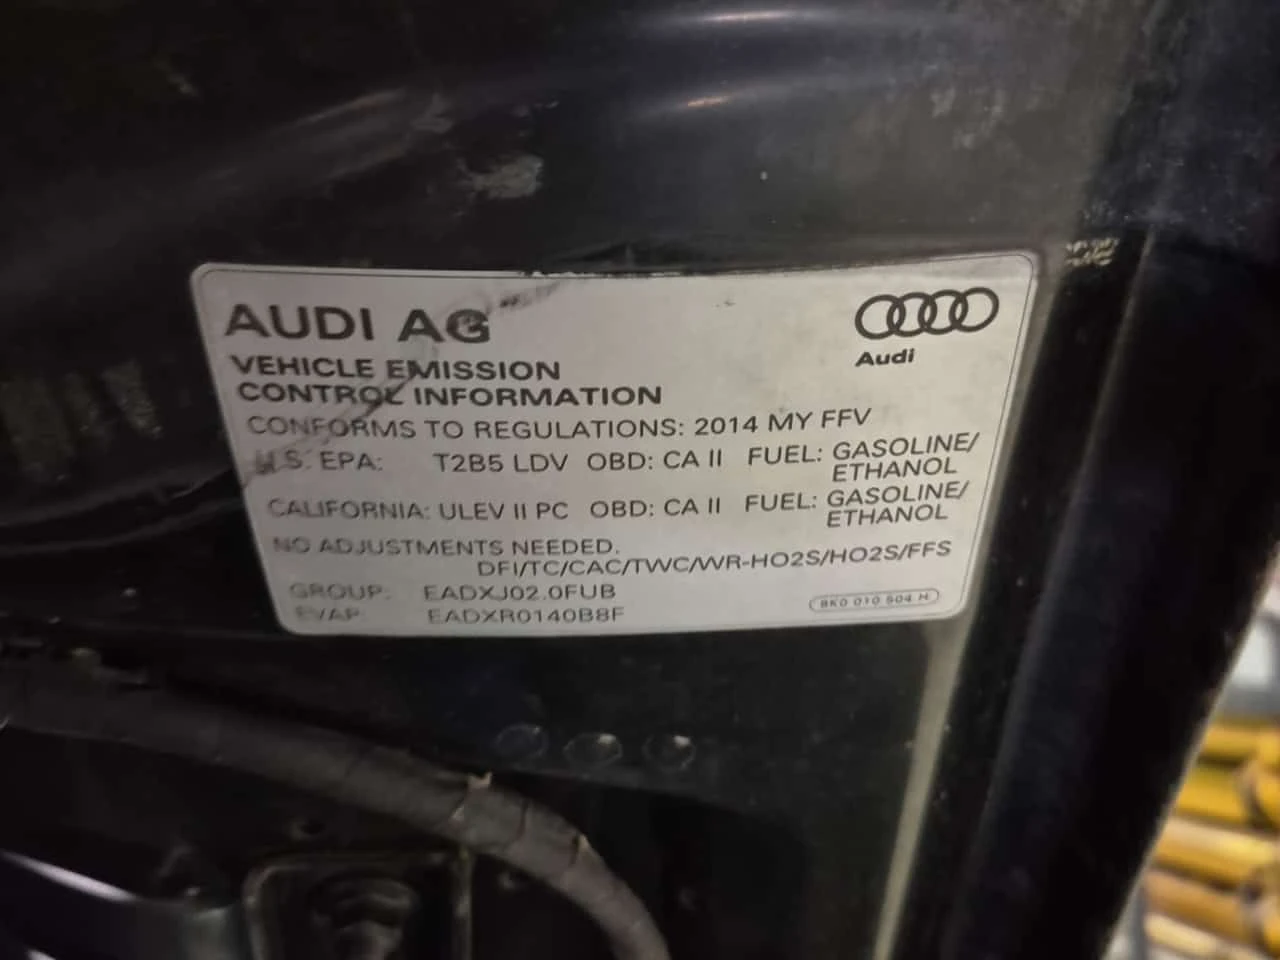 AUDI AG
Audi
VEHICLE EMISSION
CONTROL INFORMATION
CONFORMS TO REGULATIONS: 2014 MY FFV
U.S. EPA: T2B5 LDV OBD: CA II FUEL: GASOLINE/
ETHANOL
CALIFORNIA: ULEV II PC OBD: CA II FUEL: GASOLINE/
ETHANOL
NO ADJUSTMENTS NEEDED.
DFI/TC/CAC/TWC/WR-HO2S/HO2S/FFS
GROUP: EADXJ02.0FUB
EVAP: EADXR0140B8F
8K0 010 504 H